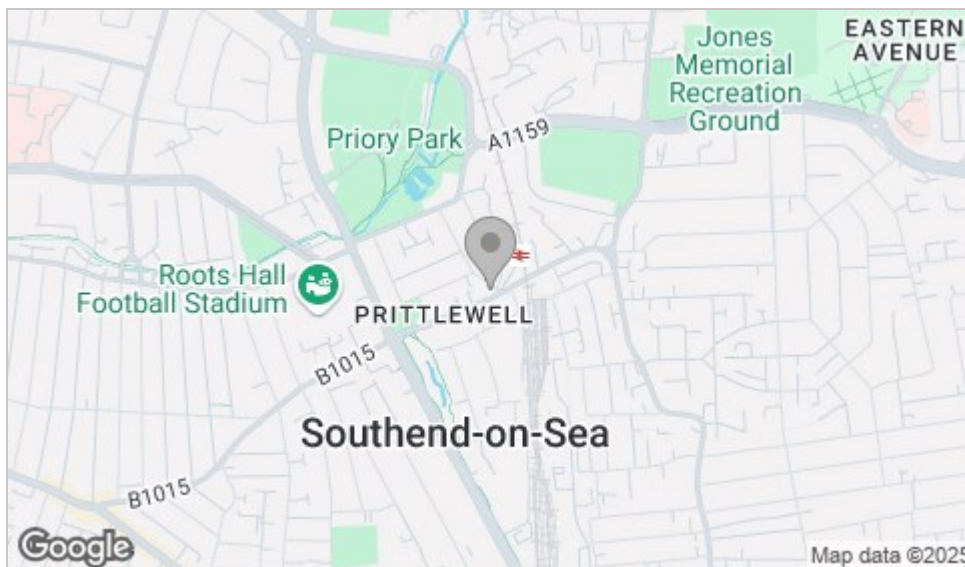 EASTERN
AVENUE
Jones
Memorial
Recreation
Ground
Priory Park
A1159
Roots Hall
Football Stadium
PRITTLEWELL
B1015
Southend-on-Sea
B1015
Google
Map data ©2025